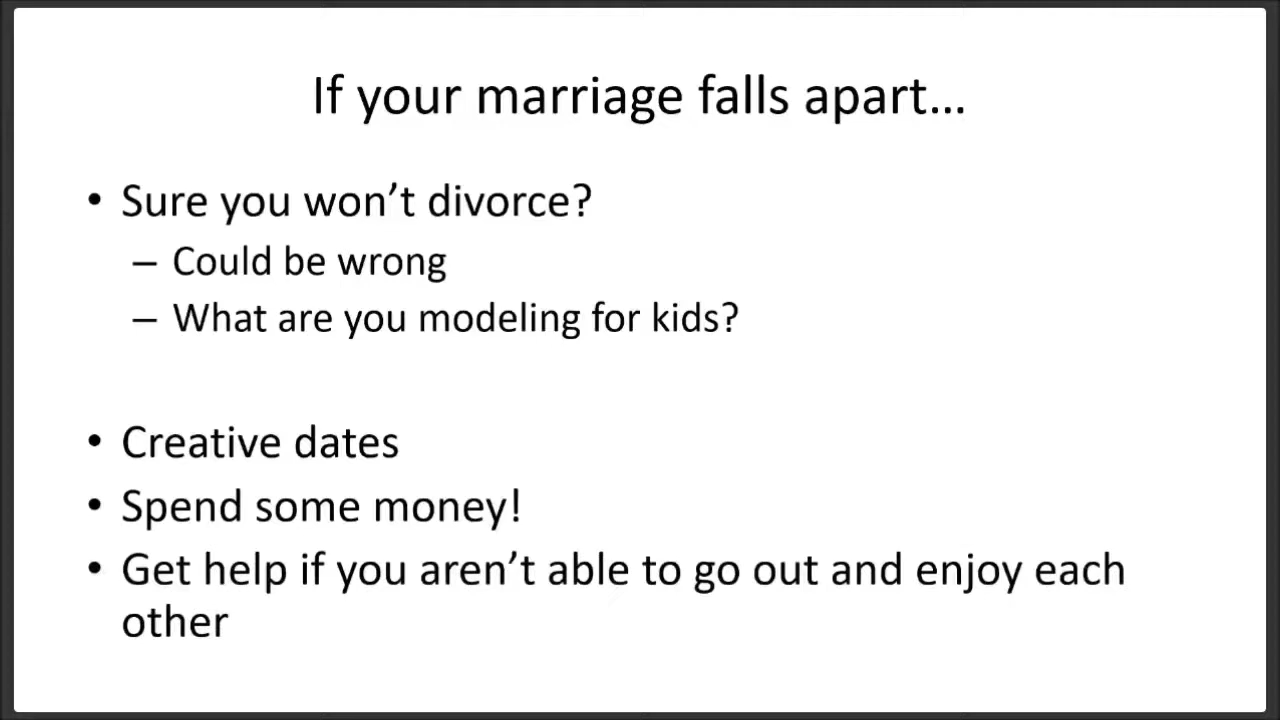 If your marriage falls apart…
• Sure you won’t divorce?
– Could be wrong
– What are you modeling for kids?
• Creative dates
• Spend some money!
• Get help if you aren’t able to go out and enjoy each
other